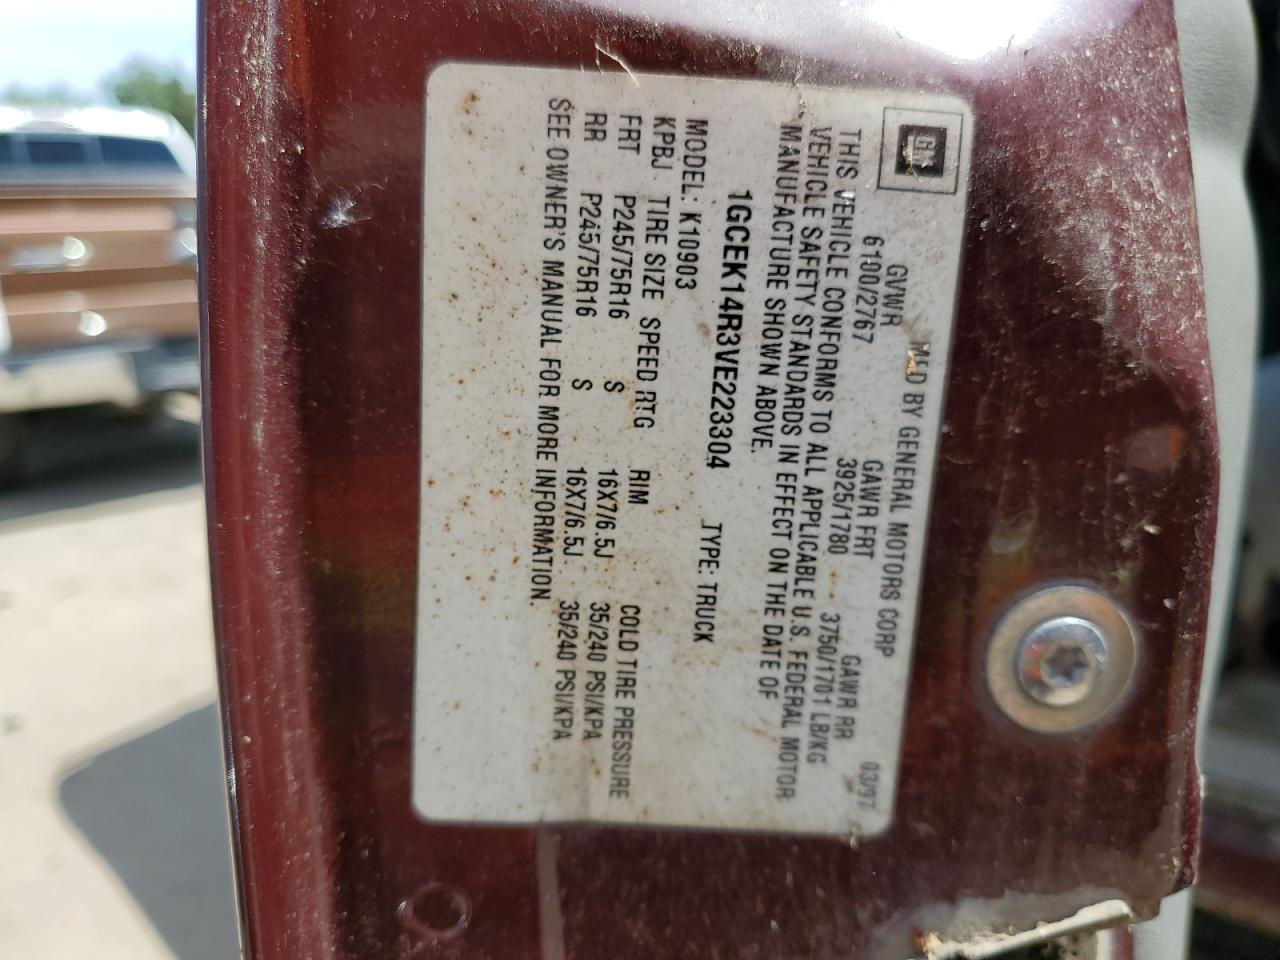 GM
MFD BY GENERAL MOTORS CORP 03/97
GVWR GAWR FRT GAWR RR
6100/2767 3925/1780 3750/1701 LB/KG
THIS VEHICLE CONFORMS TO ALL APPLICABLE U.S. FEDERAL MOTOR
VEHICLE SAFETY STANDARDS IN EFFECT ON THE DATE OF
MANUFACTURE SHOWN ABOVE.
1GCEK14R3VE223304 TYPE: TRUCK
MODEL: K10903
KPBJ TIRE SIZE SPEED RTG RIM COLD TIRE PRESSURE
FRT P245/75R16 S 16X7/6.5J 35/240 PSI/KPA
RR P245/75R16 S 16X7/6.5J 35/240 PSI/KPA
SEE OWNER'S MANUAL FOR MORE INFORMATION.